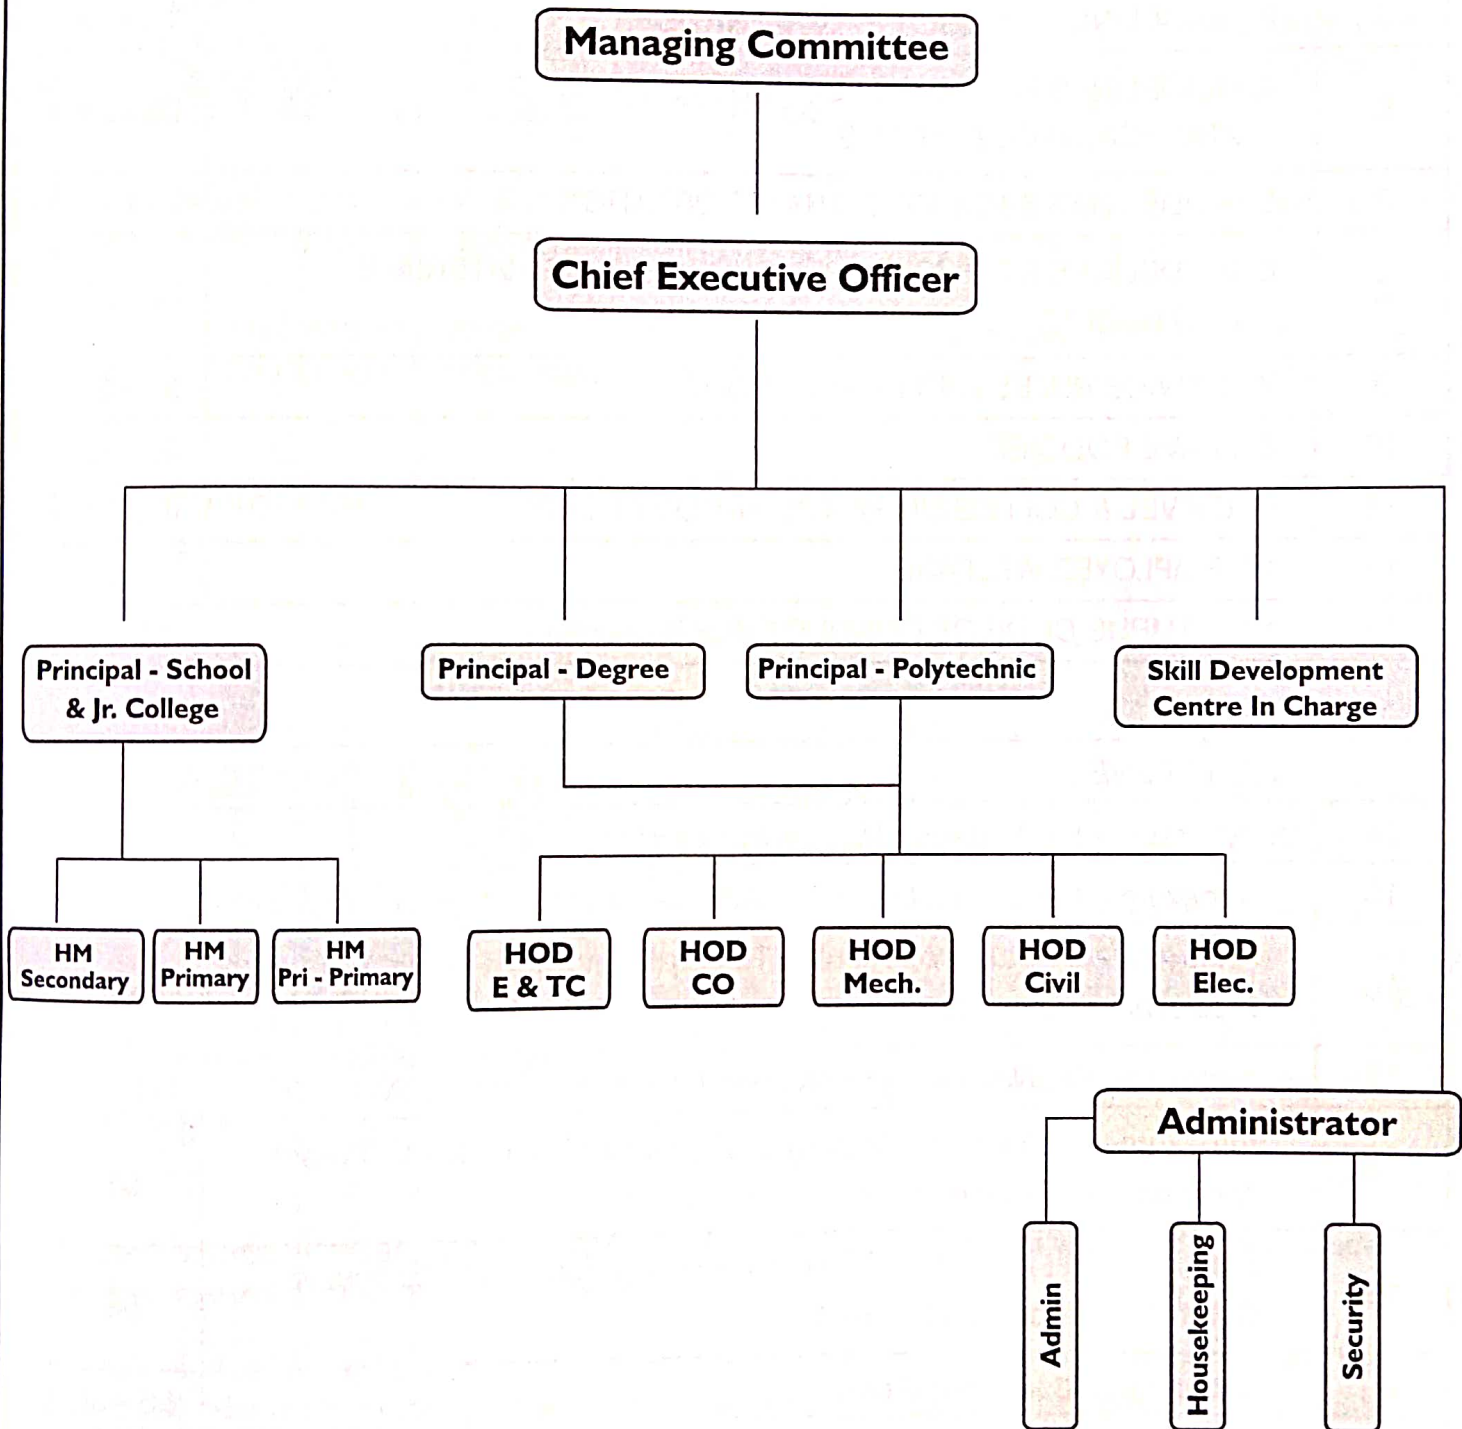 Managing Committee
Chief Executive Officer
Principal - School
& Jr. College
Principal - Degree
Principal - Polytechnic
Skill Development
Centre In Charge
HM
Secondary
HM
Primary
HM
Pri - Primary
HOD
E & TC
HOD
CO
HOD
Mech.
HOD
Civil
HOD
Elec.
Administrator
Admin
Housekeeping
Security